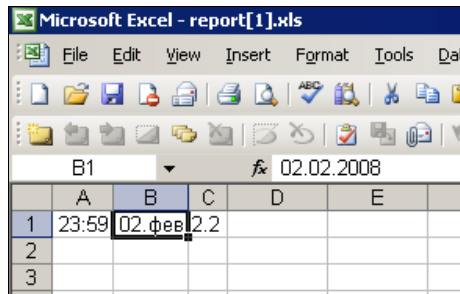 Microsoft Excel - report[1].xls
File Edit View Insert Format Tools Da
ABC
B1 fx 02.02.2008
A B C D E
1 23:59 02.фев 2.2
2
3